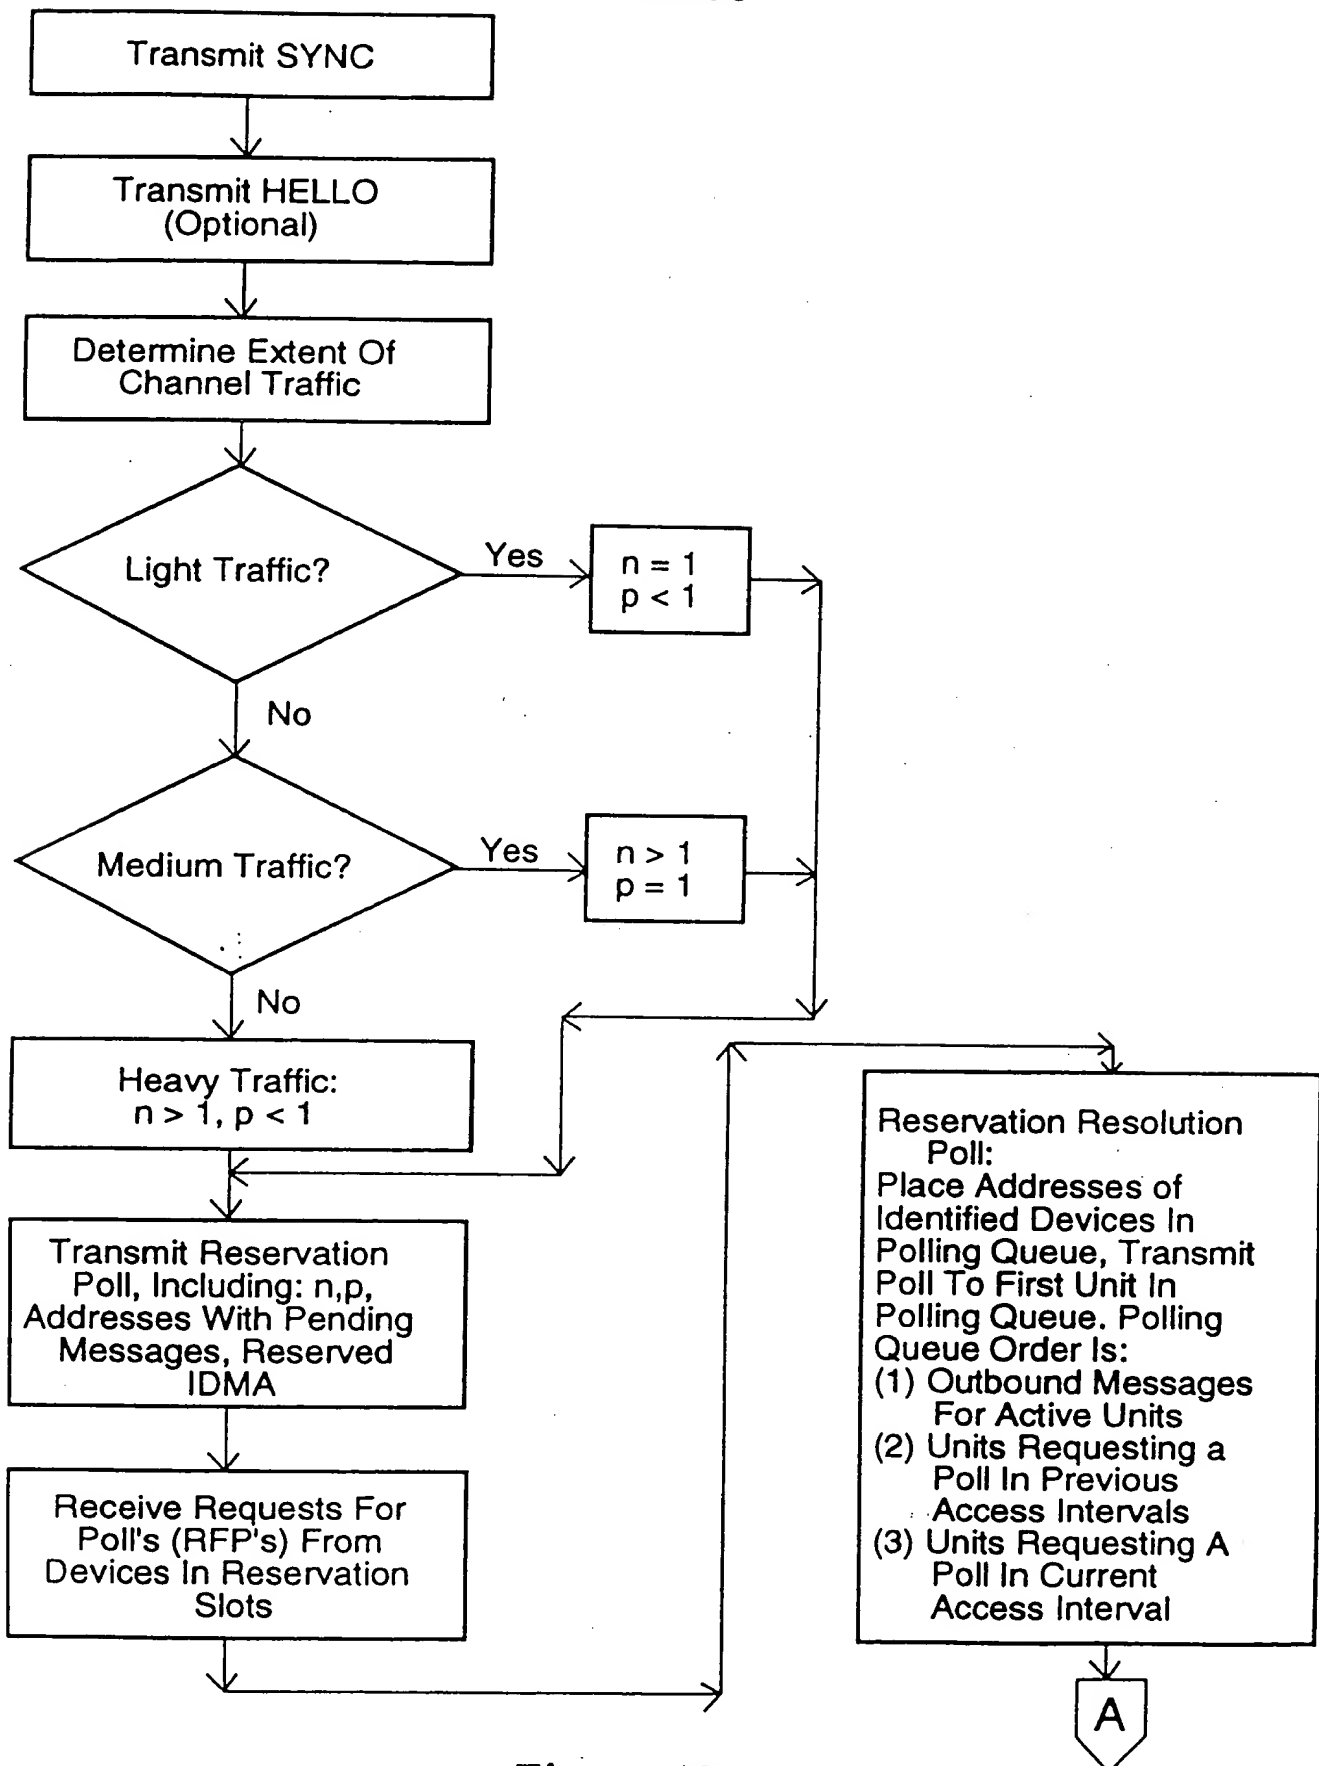 Transmit SYNC
Transmit HELLO
(Optional)
Determine Extent Of
Channel Traffic
Light Traffic?
Yes
n = 1
p < 1
No
Medium Traffic?
Yes
n > 1
p = 1
No
Heavy Traffic:
n > 1, p < 1
Transmit Reservation
Poll, Including: n,p,
Addresses With Pending
Messages, Reserved
IDMA
Receive Requests For
Poll's (RFP's) From
Devices In Reservation
Slots
Reservation Resolution
Poll:
Place Addresses of
Identified Devices In
Polling Queue, Transmit
Poll To First Unit In
Polling Queue. Polling
Queue Order Is:
(1) Outbound Messages
For Active Units
(2) Units Requesting a
Poll In Previous
Access Intervals
(3) Units Requesting A
Poll In Current
Access Interval
A